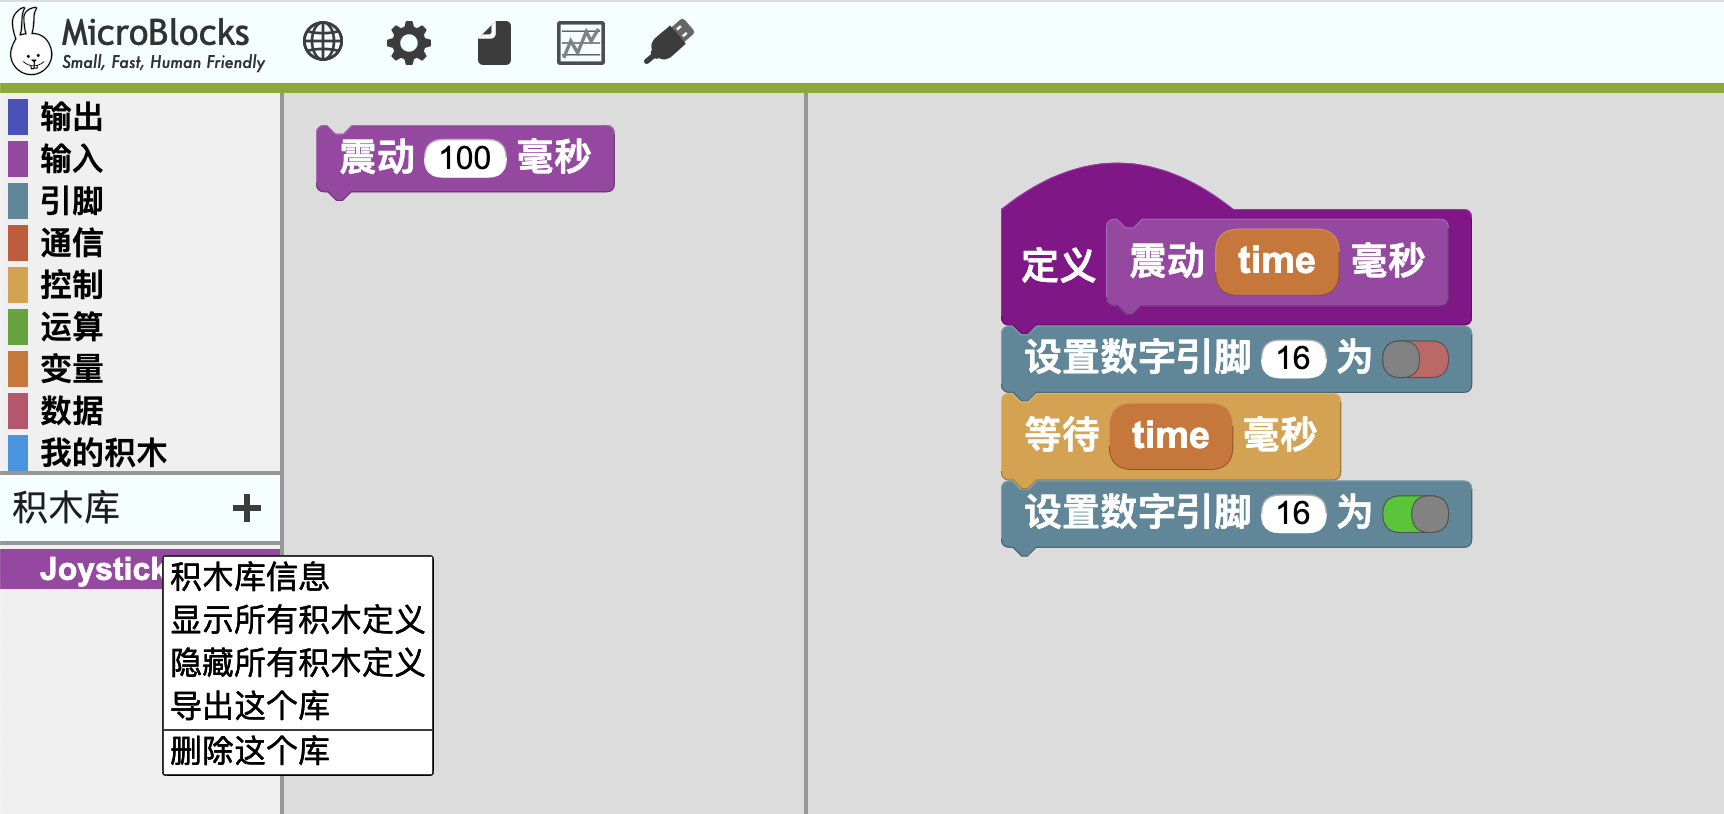 MicroBlocks
Small, Fast, Human Friendly
输出
输入
引脚
通信
控制
运算
变量
数据
我的积木
积木库 +
Joystick
积木库信息
显示所有积木定义
隐藏所有积木定义
导出这个库
删除这个库
震动 100 毫秒
定义 震动 time 毫秒
设置数字引脚 16 为
等待 time 毫秒
设置数字引脚 16 为